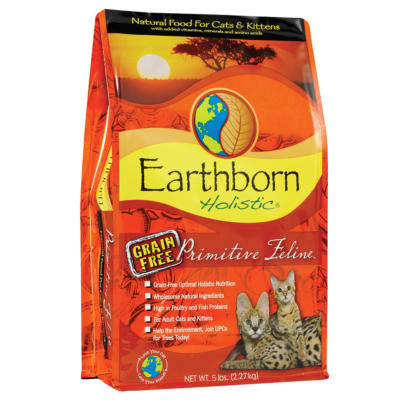 Natural Food For Cats & Kittens
with added vitamins, minerals and amino acids
Earthborn
Holistic®
GRAIN
FREE
Primitive Feline™
Grain-Free Optimal Holistic Nutrition
Wholesome Natural Ingredients
High in Poultry and Fish Proteins
For Adult Cats and Kittens
Help the Environment, Join UPCs
For Trees Today!
NET WT. 5 lbs. (2.27kg)